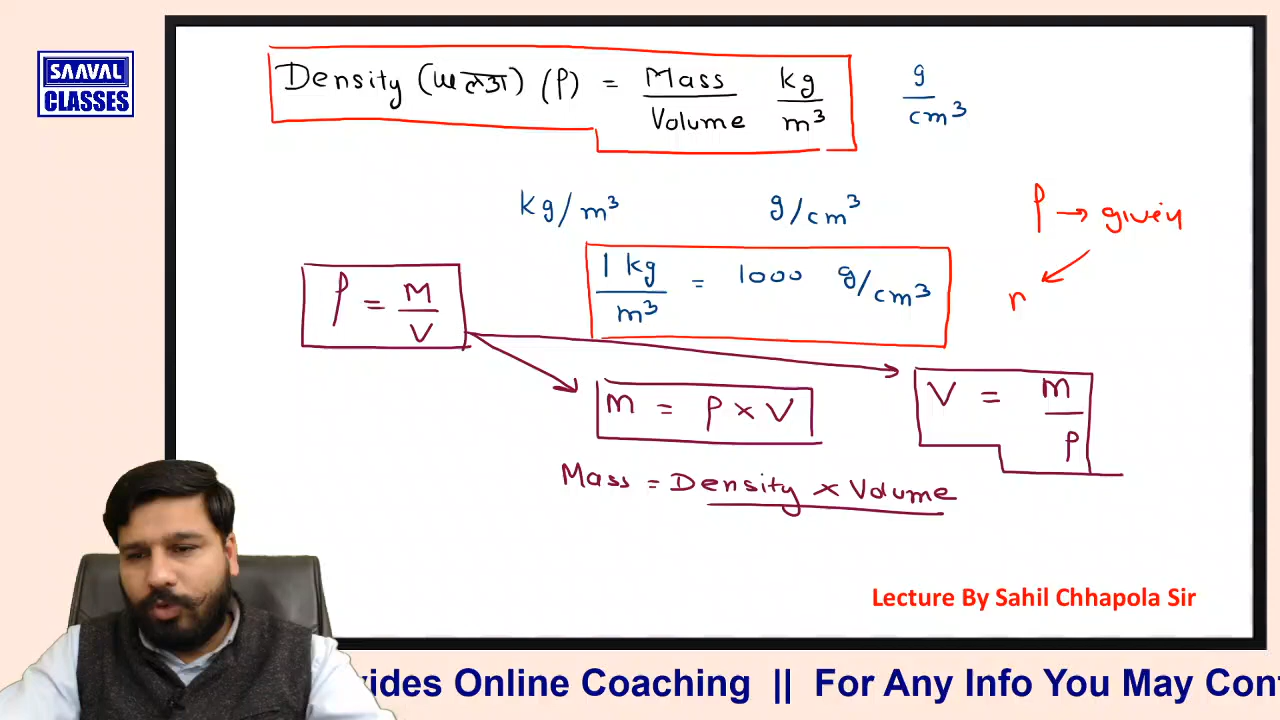 SAAVAL
CLASSES
Density (घनत्व) (ρ) = Mass/Volume kg/m³ g/cm³
kg/m³ g/cm³
ρ → given
1 kg/m³ = 1000 g/cm³
ρ = M/V
n
m = ρ × V
V = m/ρ
Mass = Density × Volume
Lecture By Sahil Chhapola Sir
vides Online Coaching || For Any Info You May Cont